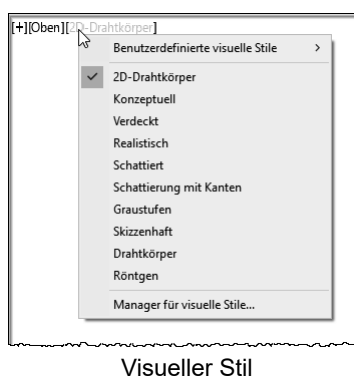 [+][Oben][2D-Drahtkörper]
Benutzerdefinierte visuelle Stile
2D-Drahtkörper
Konzeptuell
Verdeckt
Realistisch
Schattiert
Schattierung mit Kanten
Graustufen
Skizzenhaft
Drahtkörper
Röntgen
Manager für visuelle Stile...
Visueller Stil